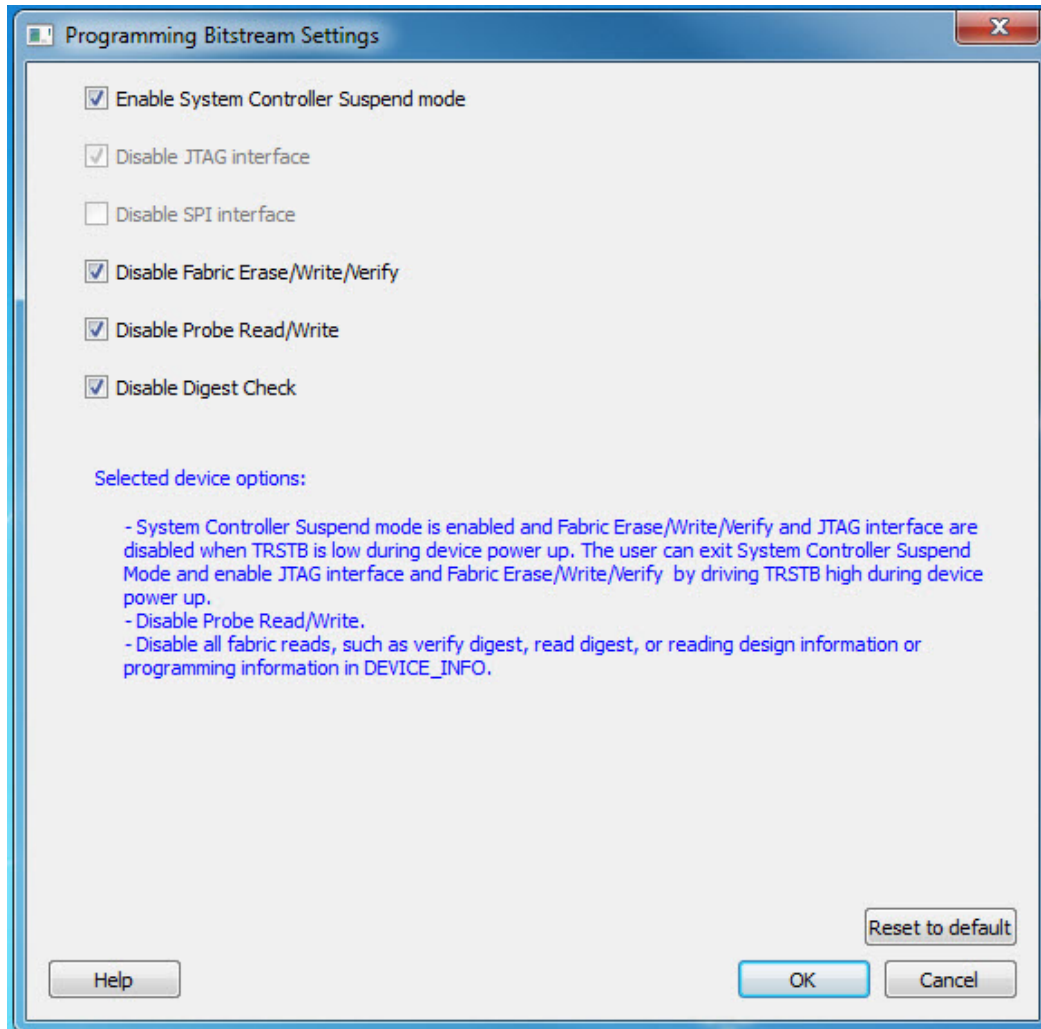 Programming Bitstream Settings
Enable System Controller Suspend mode
Disable JTAG interface
Disable SPI interface
Disable Fabric Erase/Write/Verify
Disable Probe Read/Write
Disable Digest Check
Selected device options:
- System Controller Suspend mode is enabled and Fabric Erase/Write/Verify and JTAG interface are
disabled when TRSTB is low during device power up. The user can exit System Controller Suspend
Mode and enable JTAG interface and Fabric Erase/Write/Verify by driving TRSTB high during device
power up.
- Disable Probe Read/Write.
- Disable all fabric reads, such as verify digest, read digest, or reading design information or
programming information in DEVICE_INFO.
Reset to default
Help
OK
Cancel